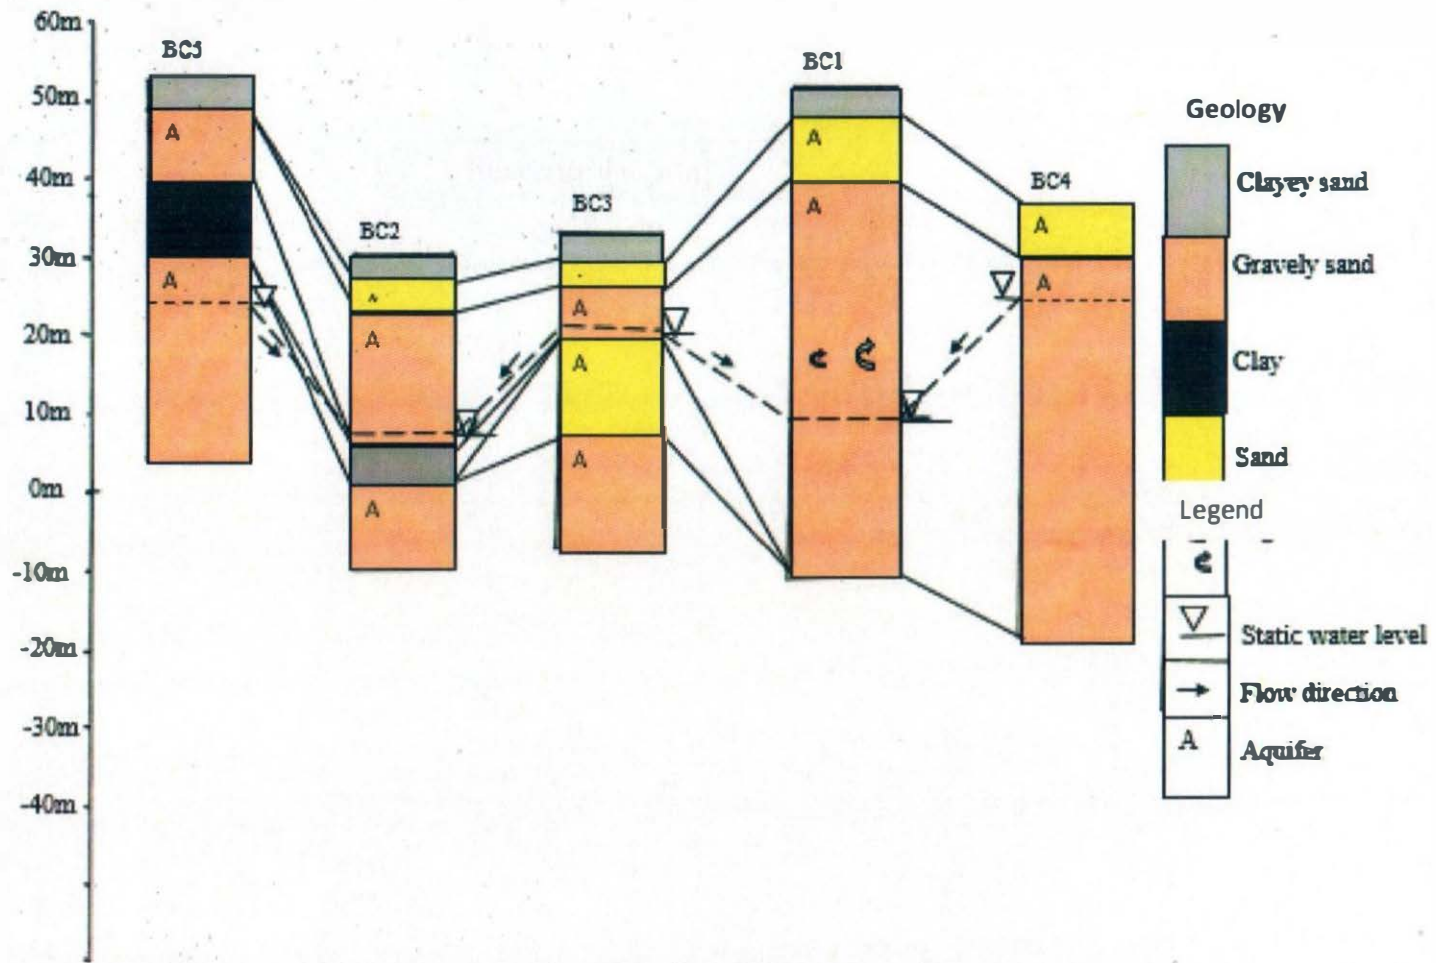 60m
50m
40m
30m
20m
10m
0m
-10m
-20m
-30m
-40m
BC5
A
A
BC2
A
A
A
BC3
A
A
A
BC1
A
A
BC4
A
A
Geology
Clayey sand
Gravely sand
Clay
Sand
Legend
Static water level
Flow direction
A Aquifer